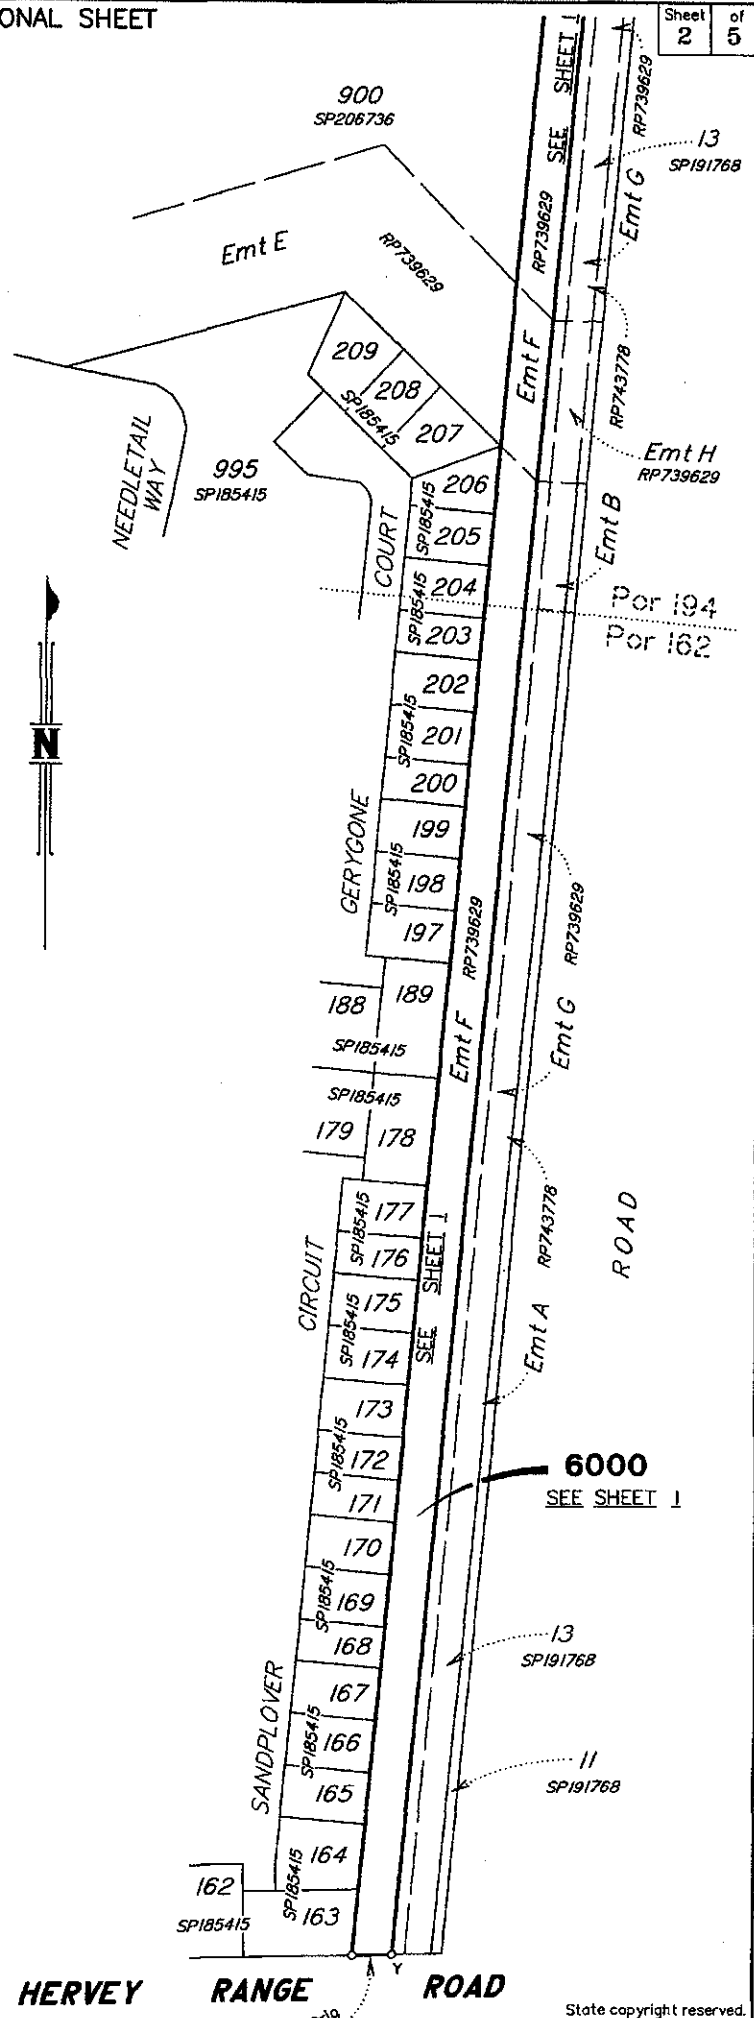 ONAL SHEET
Sheet of
2 5
900
SP206736
SEE SHEET 1
RP739629
13
SP191768
Emt G
Emt E
RP739629
RP739629
Emt F
RP743778
209
208
SP185415
207
Emt H
RP739629
NEEDLETAIL
WAY
995
SP185415
206
SP185415
205
COURT
Emt B
204
SP185415
203
Por 194
Por 162
202
SP185415
201
200
N
GERYGONE
199
SP185415
198
197
RP739629
RP739629
188
189
SP185415
Emt F
Emt G
SP185415
179
178
SP185415
177
176
RP743778
ROAD
CIRCUIT
SEE SHEET 1
175
SP185415
174
Emt A
173
SP185415
172
171
6000
SEE SHEET 1
170
SP185415
169
168
13
SP191768
SANDPLOVER
167
SP185415
166
165
11
SP191768
164
SP185415
162
SP185415
163
Y
HERVEY RANGE ROAD
State copyright reserved.